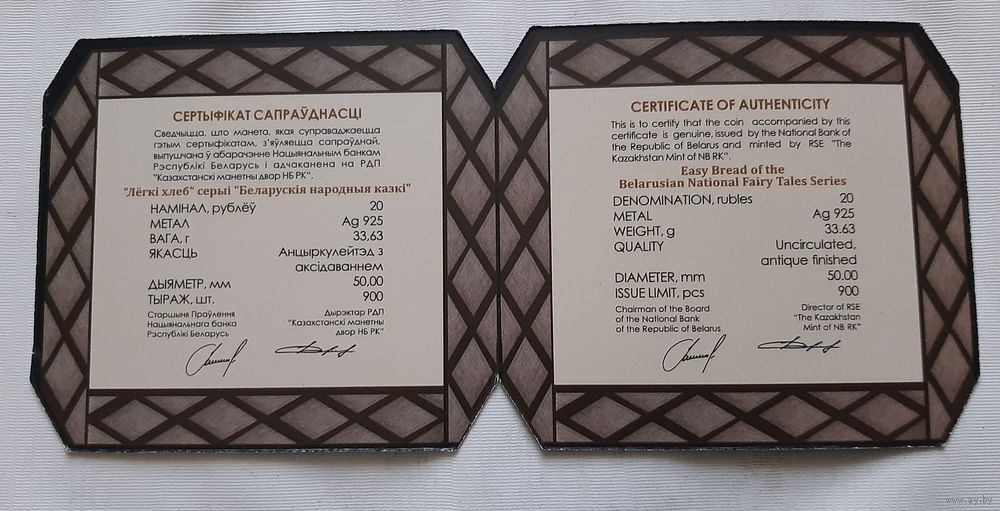 СЕРТЫФІКАТ САПРАЎДНАСЦІ
Сведчыцца, што манета, якая суправаджаецца
гэтым сертыфікатам, з'яўляецца сапраўднай,
выпушчана ў абарачэнне Нацыянальным банкам
Рэспублікі Беларусь і адчаканена на РДП
"Казахстанскі манетны двор НБ РК".
"Лёгкі хлеб" серыі "Беларускія народныя казкі"
НАМІНАЛ, рублёў 20
МЕТАЛ Ag 925
ВАГА, г 33,63
ЯКАСЦЬ Анцыркулейтэд з
аксідаваннем
ДЫЯМЕТР, мм 50,00
ТЫРАЖ, шт. 900
Старшыня Праўлення
Нацыянальнага банка
Рэспублікі Беларусь
Дырэктар РДП
"Казахстанскі манетны
двор НБ РК"
CERTIFICATE OF AUTHENTICITY
This is to certify that the coin accompanied by this
certificate is genuine, issued by the National Bank of
the Republic of Belarus and minted by RSE "The
Kazakhstan Mint of NB RK".
Easy Bread of the
Belarusian National Fairy Tales Series
DENOMINATION, rubles 20
METAL Ag 925
WEIGHT, g 33.63
QUALITY Uncirculated,
antique finished
DIAMETER, mm 50.00
ISSUE LIMIT, pcs 900
Chairman of the Board
of the National Bank
of the Republic of Belarus
Director of RSE
"The Kazakhstan
Mint of NB RK"
www.ay.by